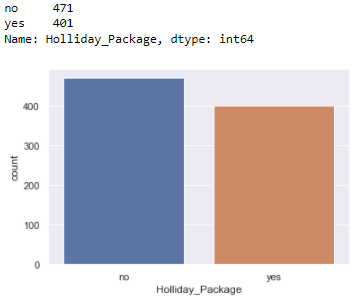 no 471
yes 401
Name: Holliday_Package, dtype: int64
400
300
200
100
0
count
no yes
Holliday_Package